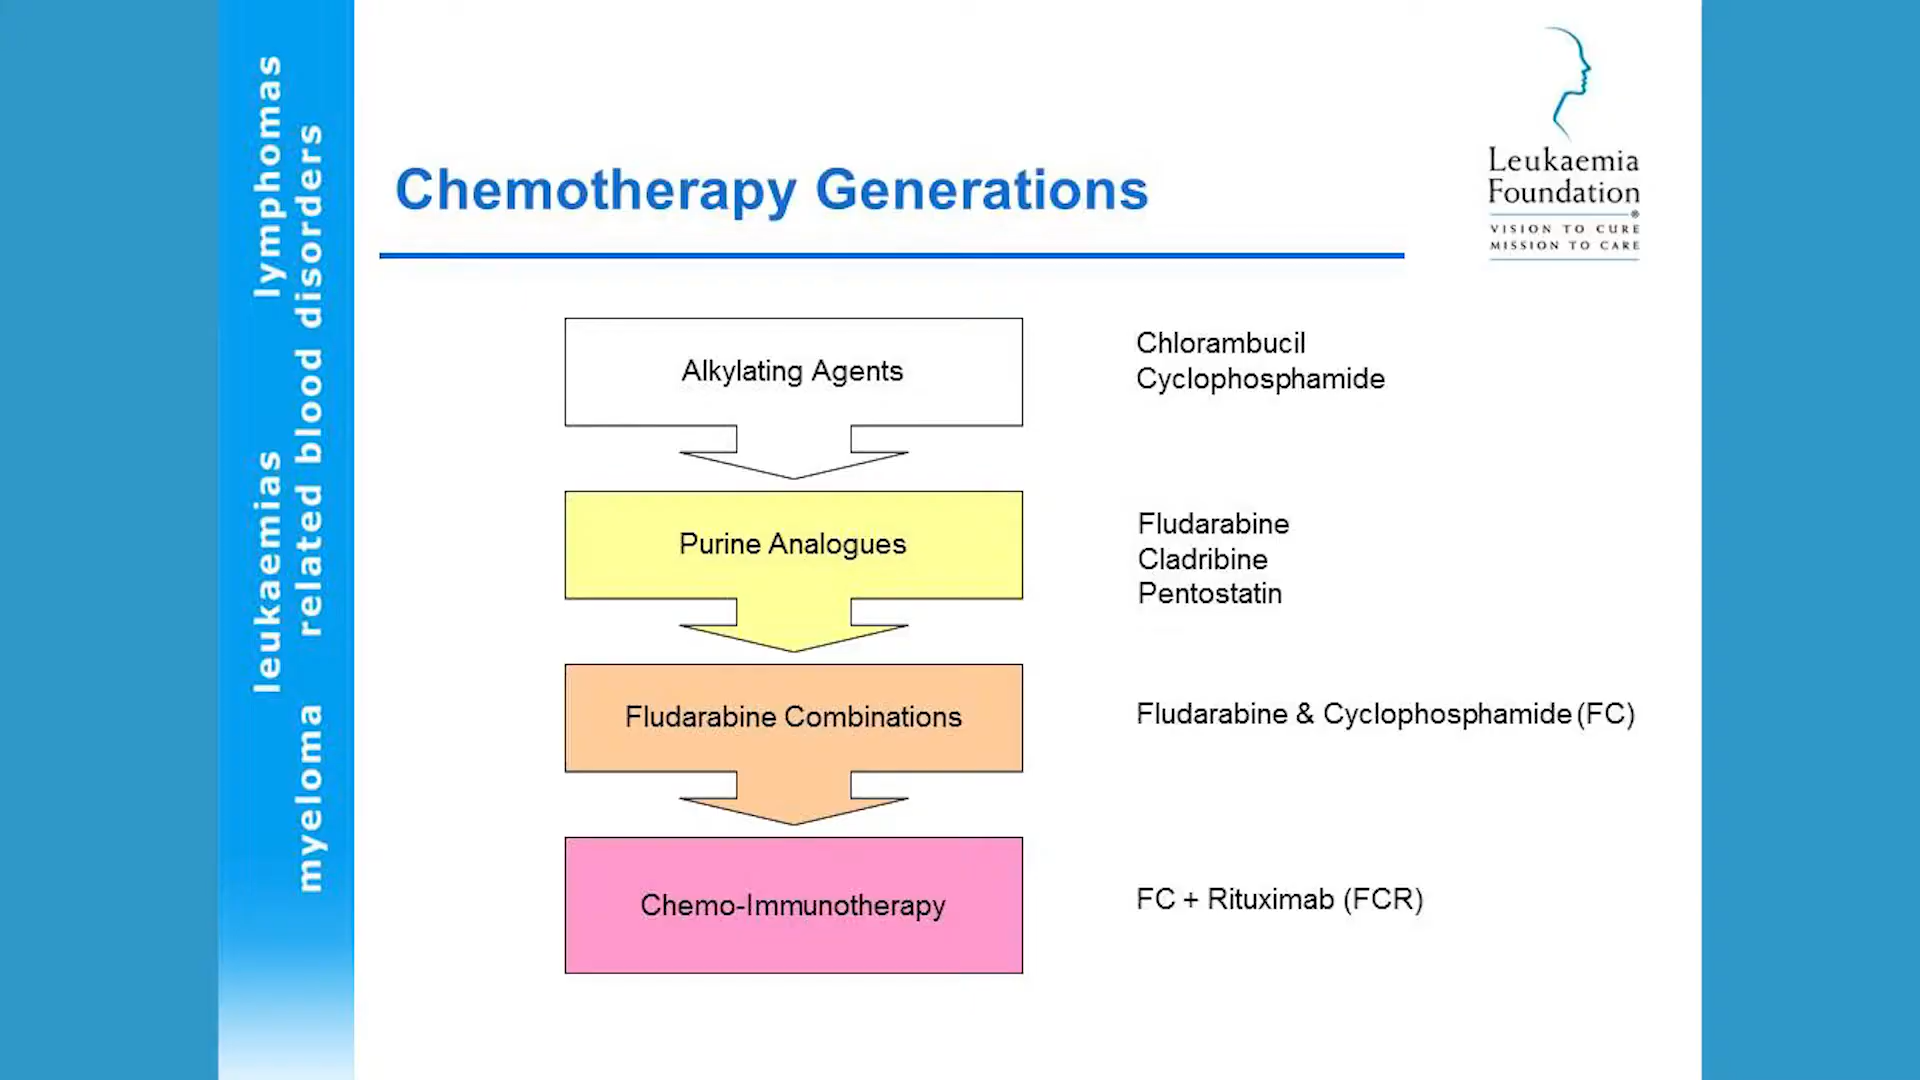 lymphomas
leukaemias
related blood disorders
myeloma
Chemotherapy Generations
Leukaemia
Foundation®
VISION TO CURE
MISSION TO CARE
Alkylating Agents
Chlorambucil
Cyclophosphamide
Purine Analogues
Fludarabine
Cladribine
Pentostatin
Fludarabine Combinations
Fludarabine & Cyclophosphamide (FC)
Chemo-Immunotherapy
FC + Rituximab (FCR)